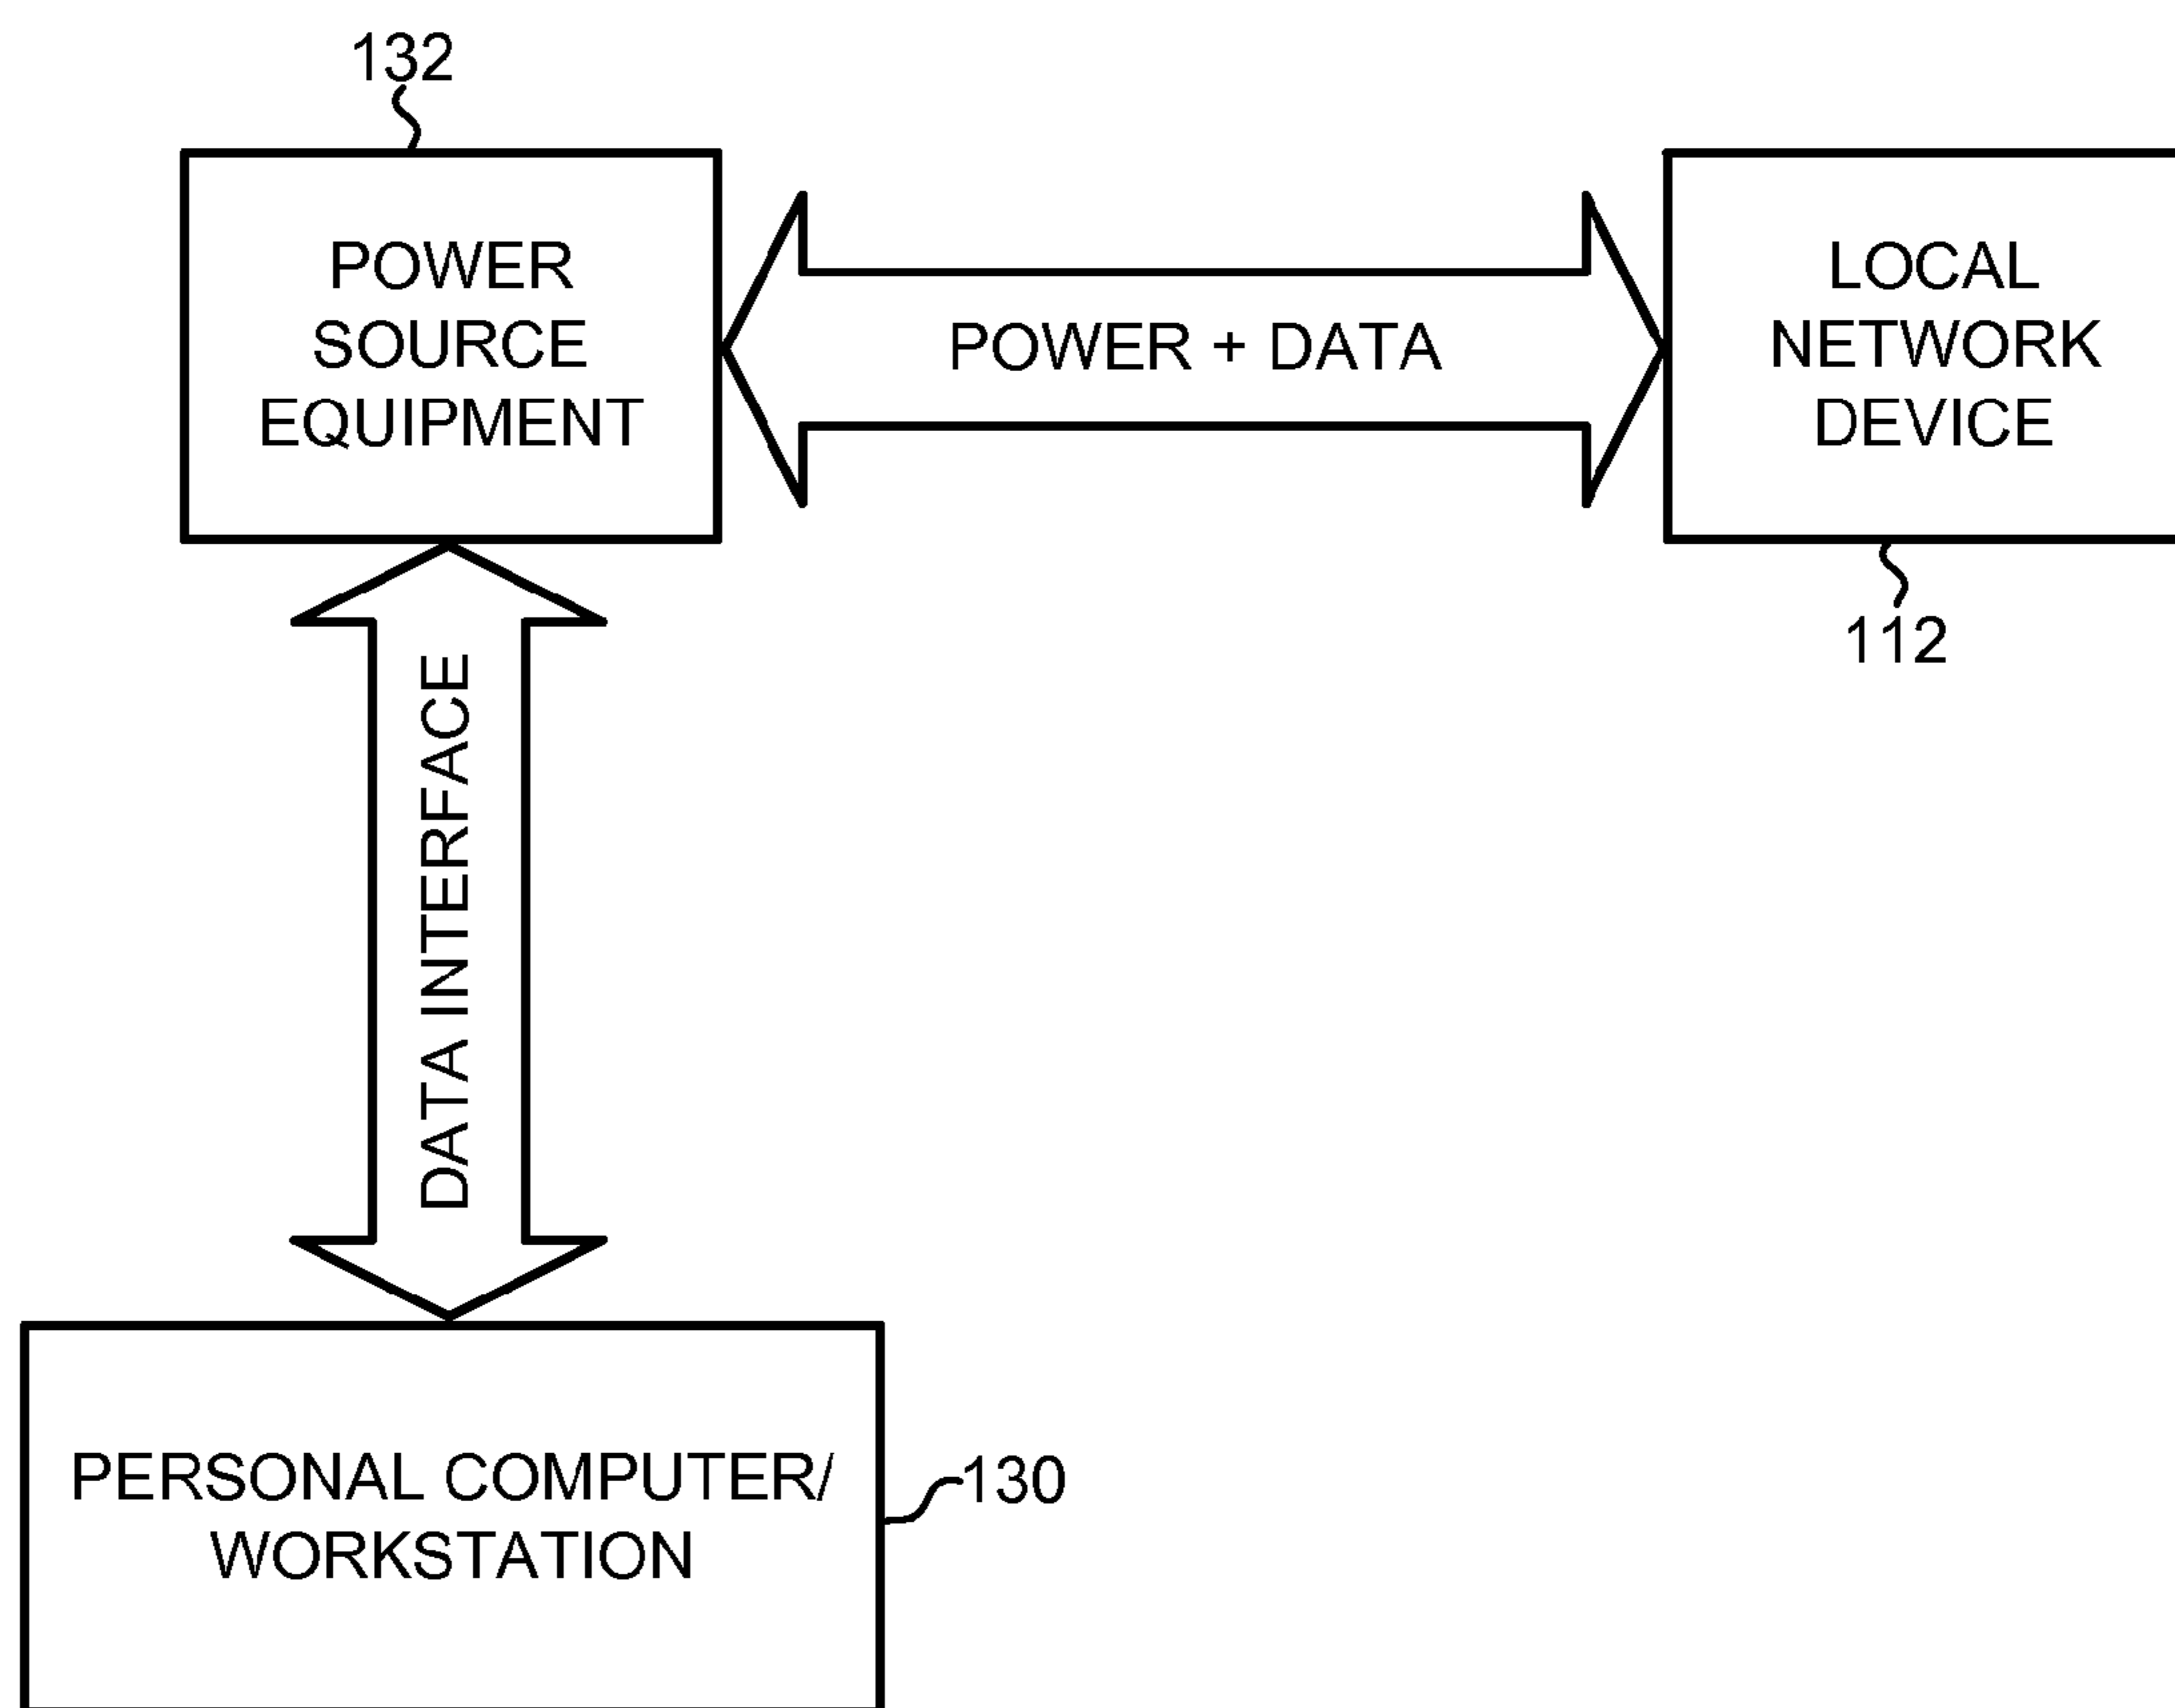 132
POWER
SOURCE
EQUIPMENT
POWER + DATA
LOCAL
NETWORK
DEVICE
112
DATA INTERFACE
PERSONAL COMPUTER/
WORKSTATION
130